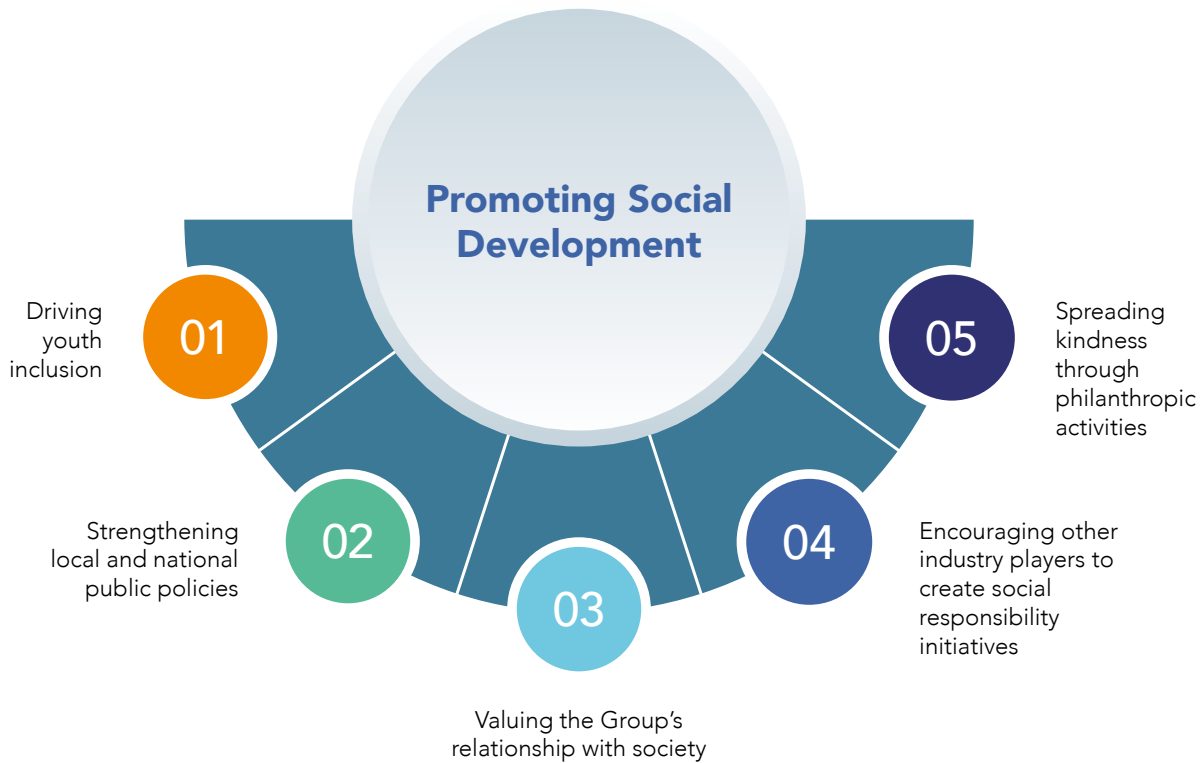 Promoting Social
Development
01
Driving
youth
inclusion
02
Strengthening
local and national
public policies
03
Valuing the Group’s
relationship with society
04
Encouraging other
industry players to
create social
responsibility
initiatives
05
Spreading
kindness
through
philanthropic
activities